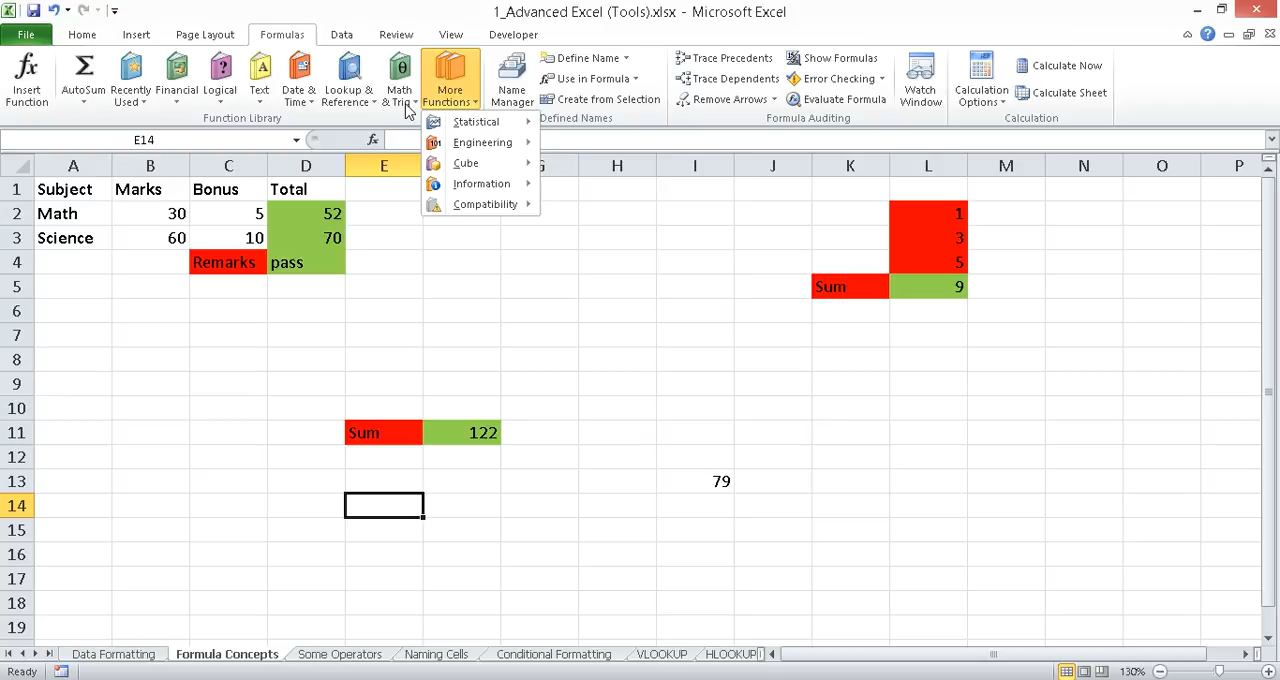 1_Advanced Excel (Tools).xlsx - Microsoft Excel
File Home Insert Page Layout Formulas Data Review View Developer
Insert Function
AutoSum
Recently Used
Financial
Logical
Text
Date & Time
Lookup & Reference
Math & Trig
More Functions
Name Manager
Define Name
Use in Formula
Create from Selection
Trace Precedents
Trace Dependents
Remove Arrows
Show Formulas
Error Checking
Evaluate Formula
Watch Window
Calculation Options
Calculate Now
Calculate Sheet
Function Library Defined Names Formula Auditing Calculation
Statistical
Engineering
Cube
Information
Compatibility
E14 fx
A B C D E G H I J K L M N O P
1 Subject Marks Bonus Total
2 Math 30 5 52 1
3 Science 60 10 70 3
4 Remarks pass 5
5 Sum 9
6
7
8
9
10
11 Sum 122
12
13 79
14
15
16
17
18
19
Data Formatting Formula Concepts Some Operators Naming Cells Conditional Formatting VLOOKUP HLOOKUP
Ready 130%